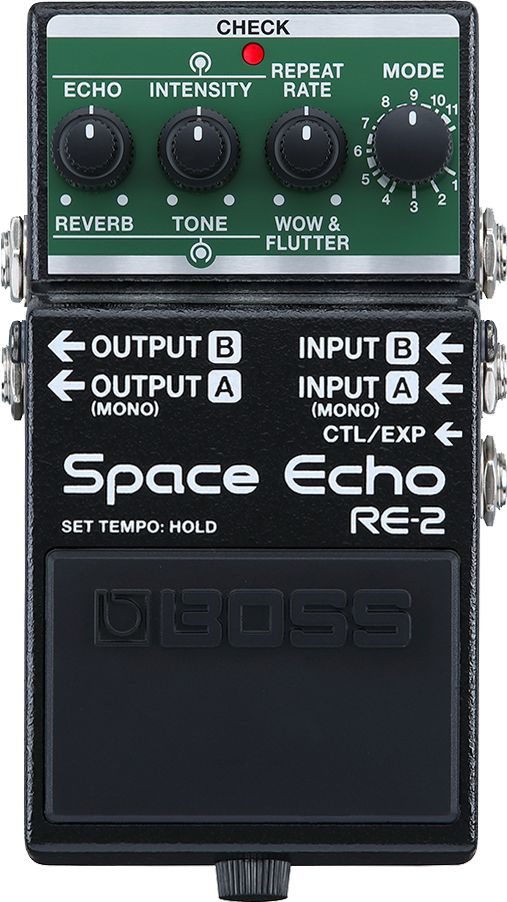 CHECK
ECHO INTENSITY REPEAT RATE MODE
1 2 3 4 5 6 7 8 9 10 11
REVERB TONE WOW & FLUTTER
OUTPUT B INPUT B
OUTPUT A INPUT A
(MONO) (MONO)
CTL/EXP
Space Echo
SET TEMPO: HOLD RE-2
BOSS